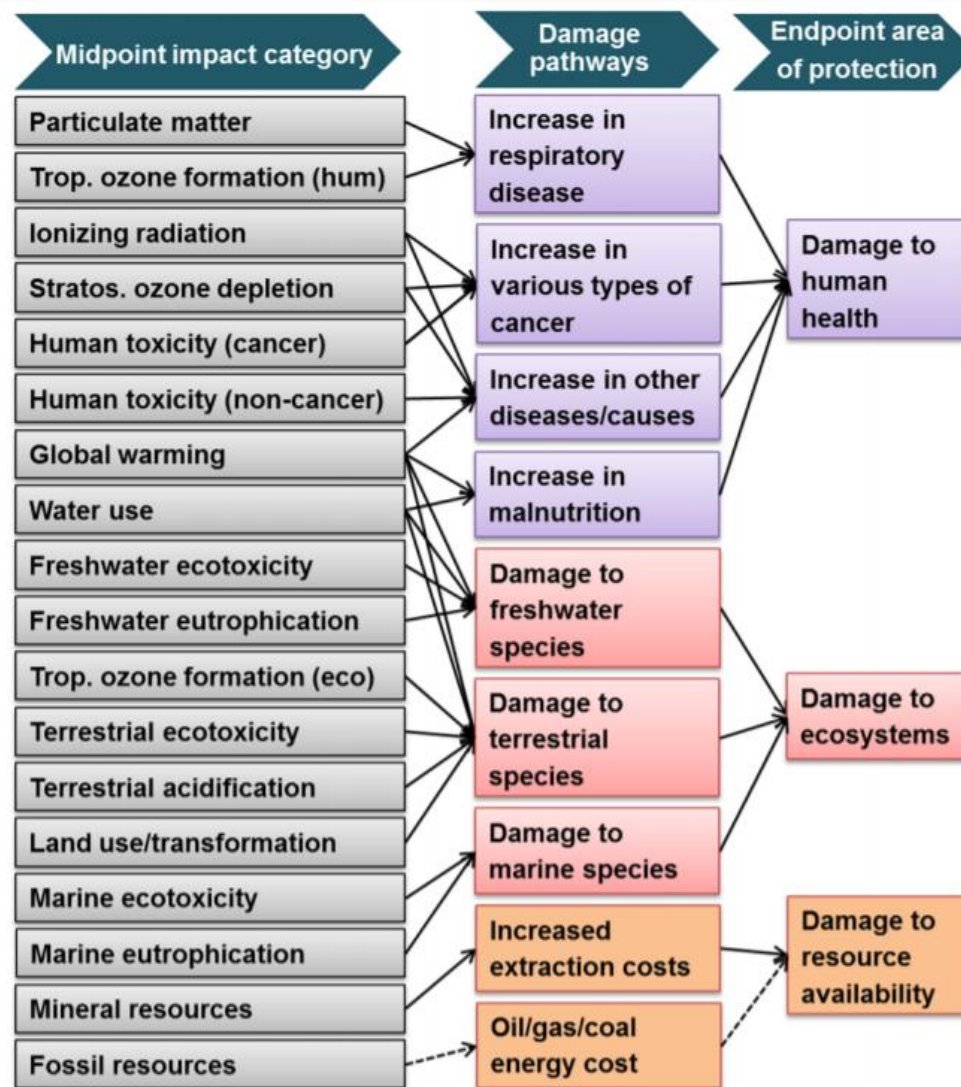 Midpoint impact category
Damage
pathways
Endpoint area
of protection
Particulate matter
Trop. ozone formation (hum)
Ionizing radiation
Stratos. ozone depletion
Human toxicity (cancer)
Human toxicity (non-cancer)
Global warming
Water use
Freshwater ecotoxicity
Freshwater eutrophication
Trop. ozone formation (eco)
Terrestrial ecotoxicity
Terrestrial acidification
Land use/transformation
Marine ecotoxicity
Marine eutrophication
Mineral resources
Fossil resources
Increase in
respiratory
disease
Increase in
various types of
cancer
Increase in other
diseases/causes
Increase in
malnutrition
Damage to
freshwater
species
Damage to
terrestrial
species
Damage to
marine species
Increased
extraction costs
Oil/gas/coal
energy cost
Damage to
human
health
Damage to
ecosystems
Damage to
resource
availability